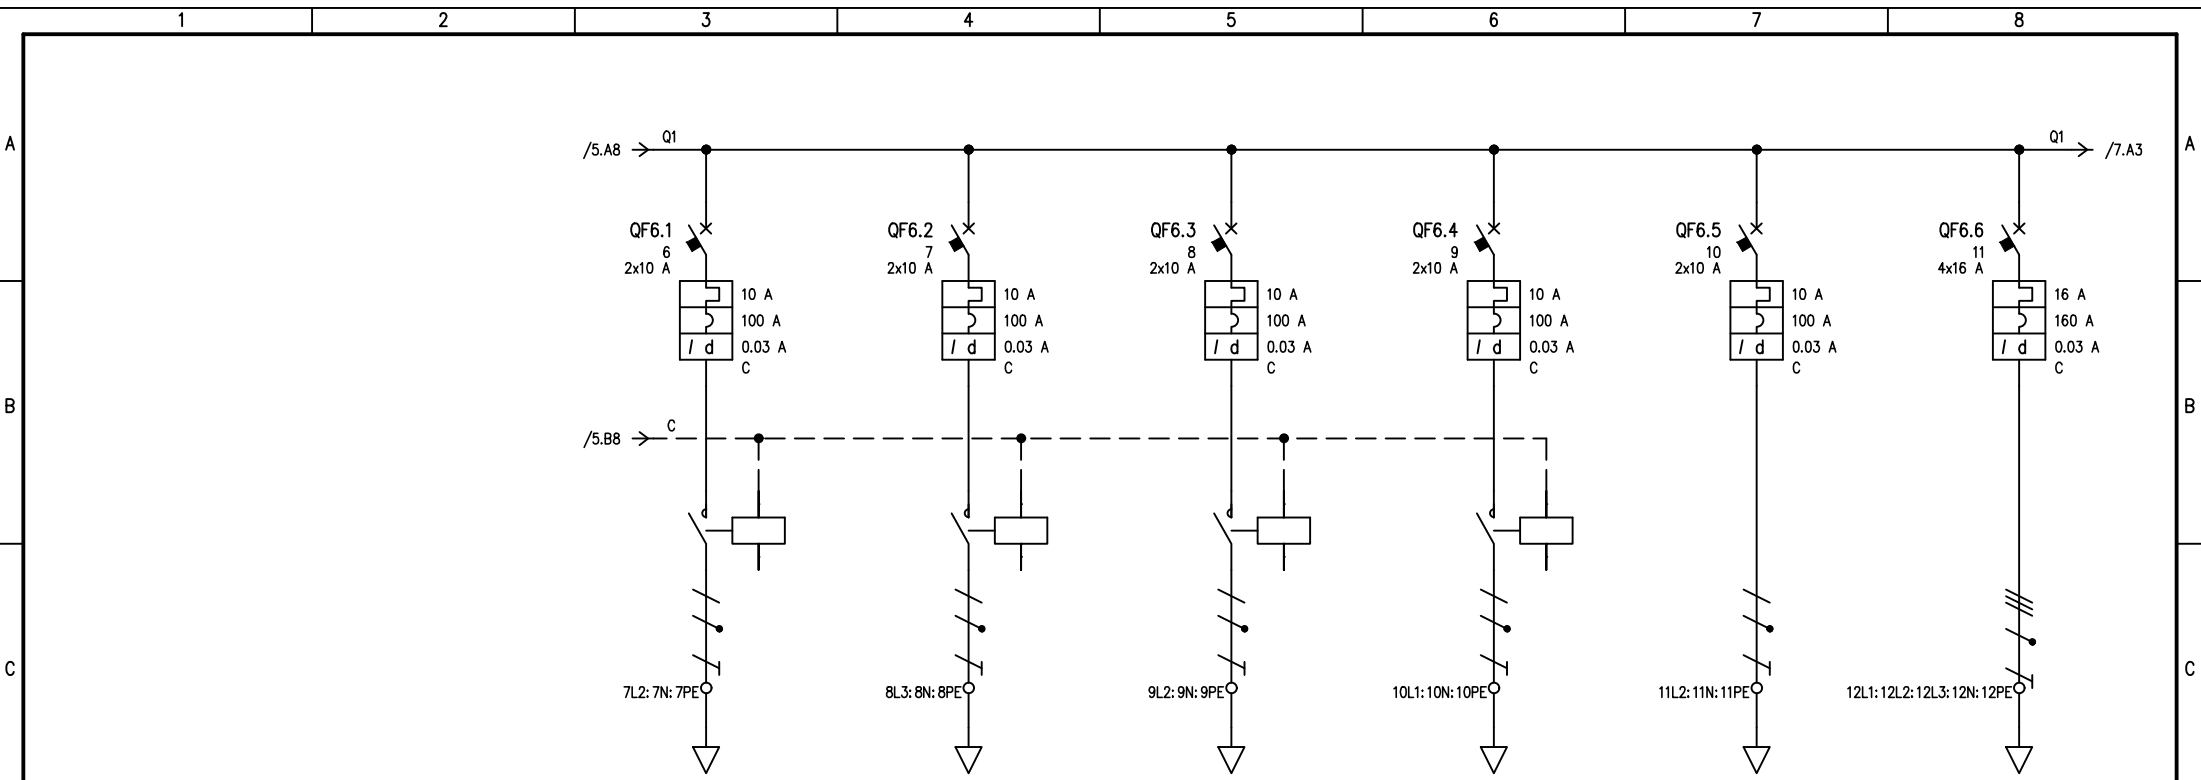 1 2 3 4 5 6 7 8
A Q1 Q1 A
/5.A8 /7.A3
QF6.1 QF6.2 QF6.3 QF6.4 QF6.5 QF6.6
6 7 8 9 10 11
2x10 A 2x10 A 2x10 A 2x10 A 2x10 A 4x16 A
10 A 10 A 10 A 10 A 10 A 16 A
100 A 100 A 100 A 100 A 100 A 160 A
I d 0.03 A I d 0.03 A I d 0.03 A I d 0.03 A I d 0.03 A I d 0.03 A
C C C C C C
B B
C
/5.B8
C C
7L2:7N:7PE 8L3:8N:8PE 9L2:9N:9PE 10L1:10N:10PE 11L2:11N:11PE 12L1:12L2:12L3:12N:12PE